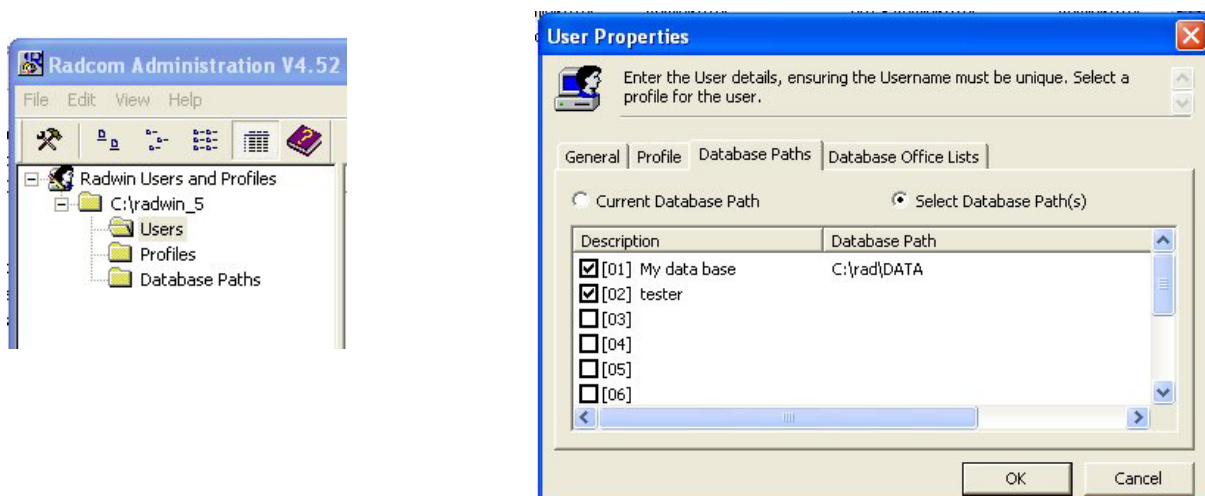 Radcom Administration V4.52
File Edit View Help
Radwin Users and Profiles
C:\radwin_5
Users
Profiles
Database Paths
User Properties
Enter the User details, ensuring the Username must be unique. Select a
profile for the user.
General Profile Database Paths Database Office Lists
Current Database Path Select Database Path(s)
Description Database Path
[01] My data base C:\rad\DATA
[02] tester
[03]
[04]
[05]
[06]
OK Cancel